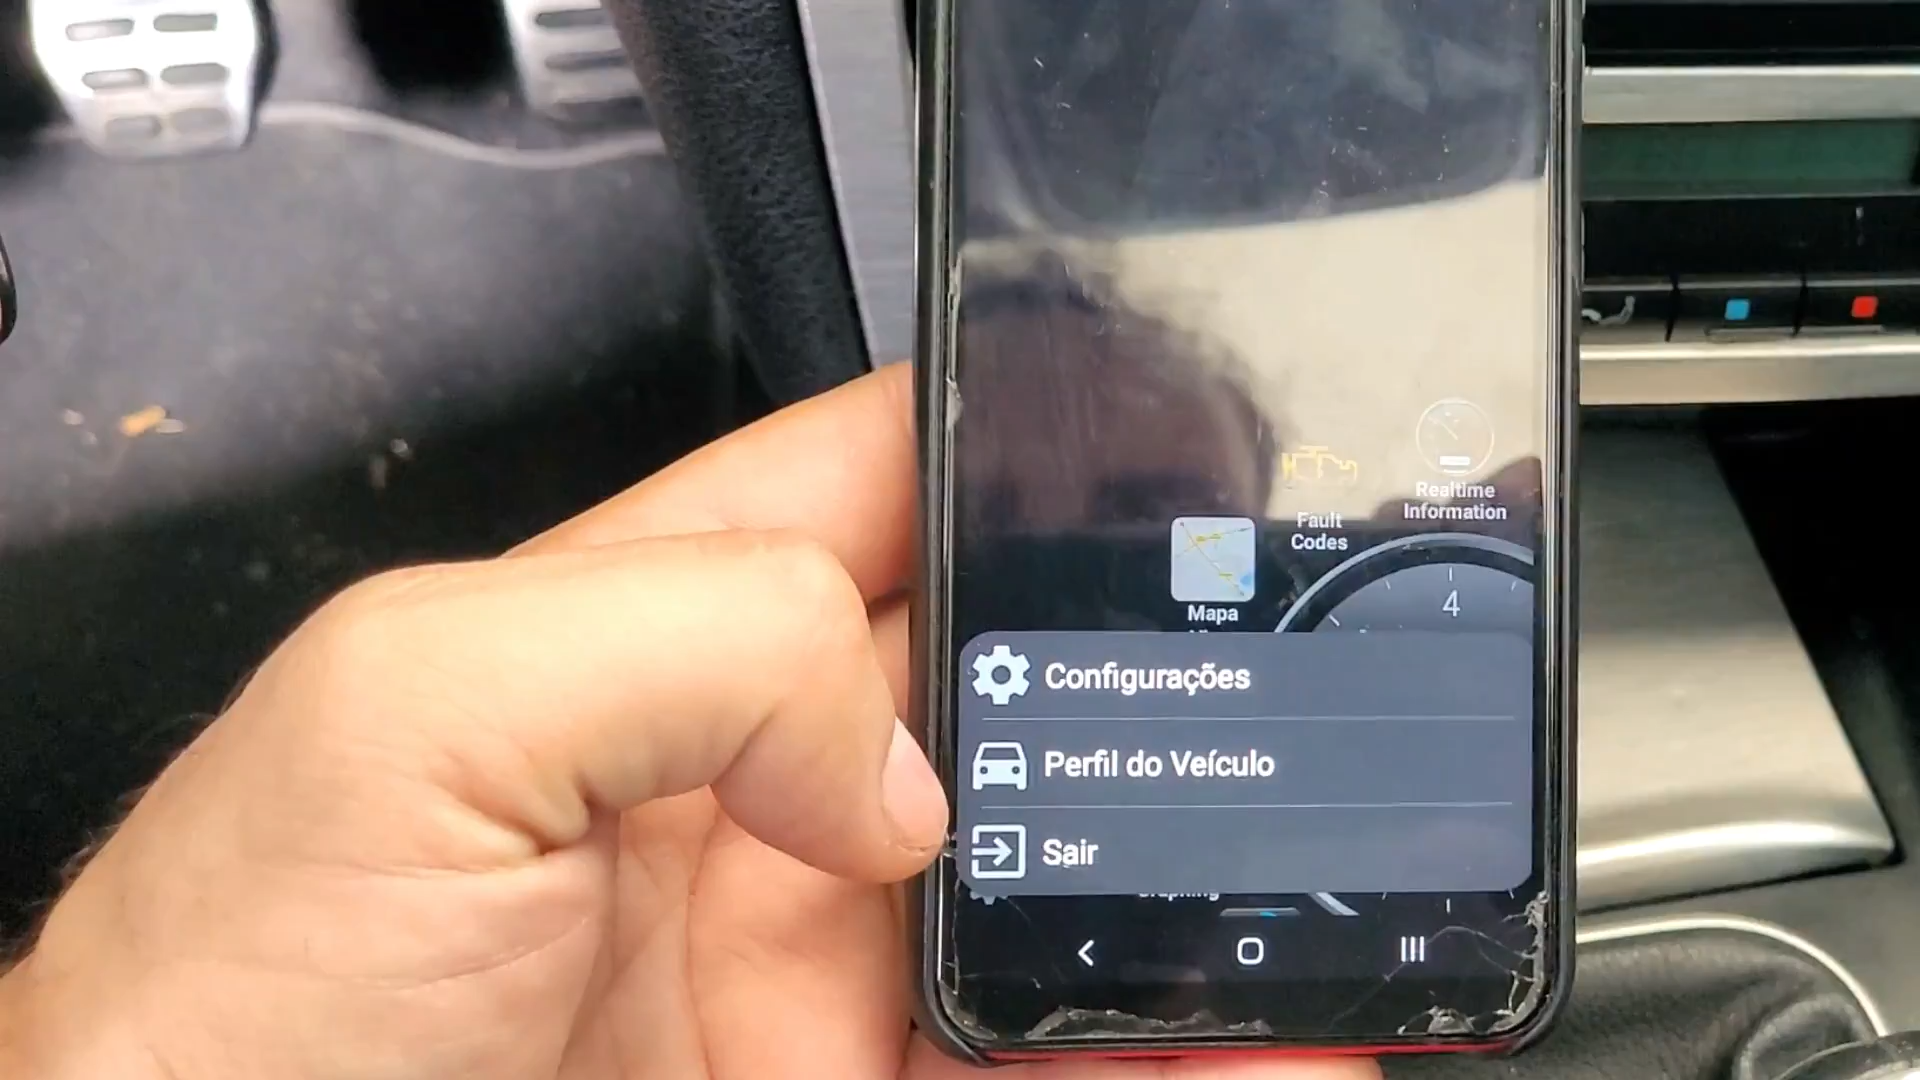 Realtime
Information
Fault
Codes
4
Mapa
Configurações
Perfil do Veículo
Sair